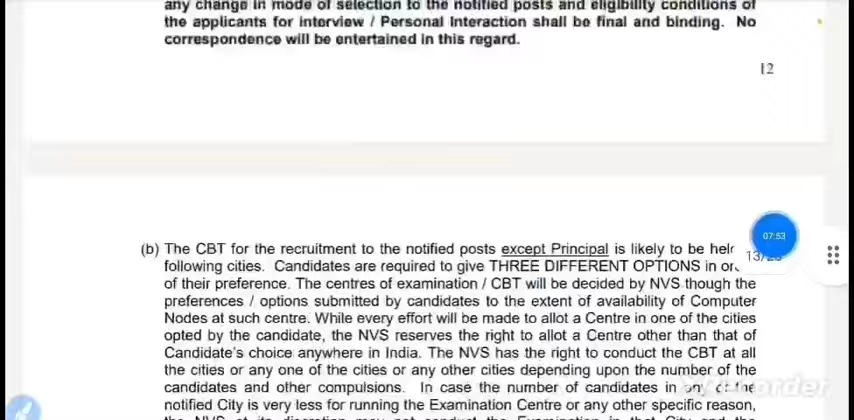 any change in mode of selection to the notified posts and eligibility conditions of
the applicants for interview / Personal Interaction shall be final and binding. No
correspondence will be entertained in this regard.
12
(b) The CBT for the recruitment to the notified posts except Principal is likely to be held
following cities. Candidates are required to give THREE DIFFERENT OPTIONS in
of their preference. The centres of examination / CBT will be decided by NVS though the
preferences / options submitted by candidates to the extent of availability of Computer
Nodes at such centre. While every effort will be made to allot a Centre in one of the cities
opted by the candidate, the NVS reserves the right to allot a Centre other than that of
Candidate's choice anywhere in India. The NVS has the right to conduct the CBT at all
the cities or any one of the cities or any other cities depending upon the number of the
candidates and other compulsions. In case the number of candidates in any of the
notified City is very less for running the Examination Centre or any other specific reason,
07:53